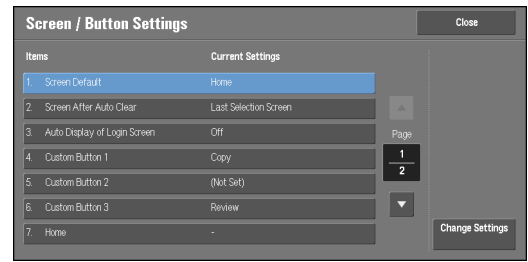 Screen / Button Settings
Close
Items Current Settings
1. Screen Default Home
2. Screen After Auto Clear Last Selection Screen
3. Auto Display of Login Screen Off
4. Custom Button 1 Copy
5. Custom Button 2 (Not Set)
6. Custom Button 3 Review
7. Home -
Page
1
2
Change Settings